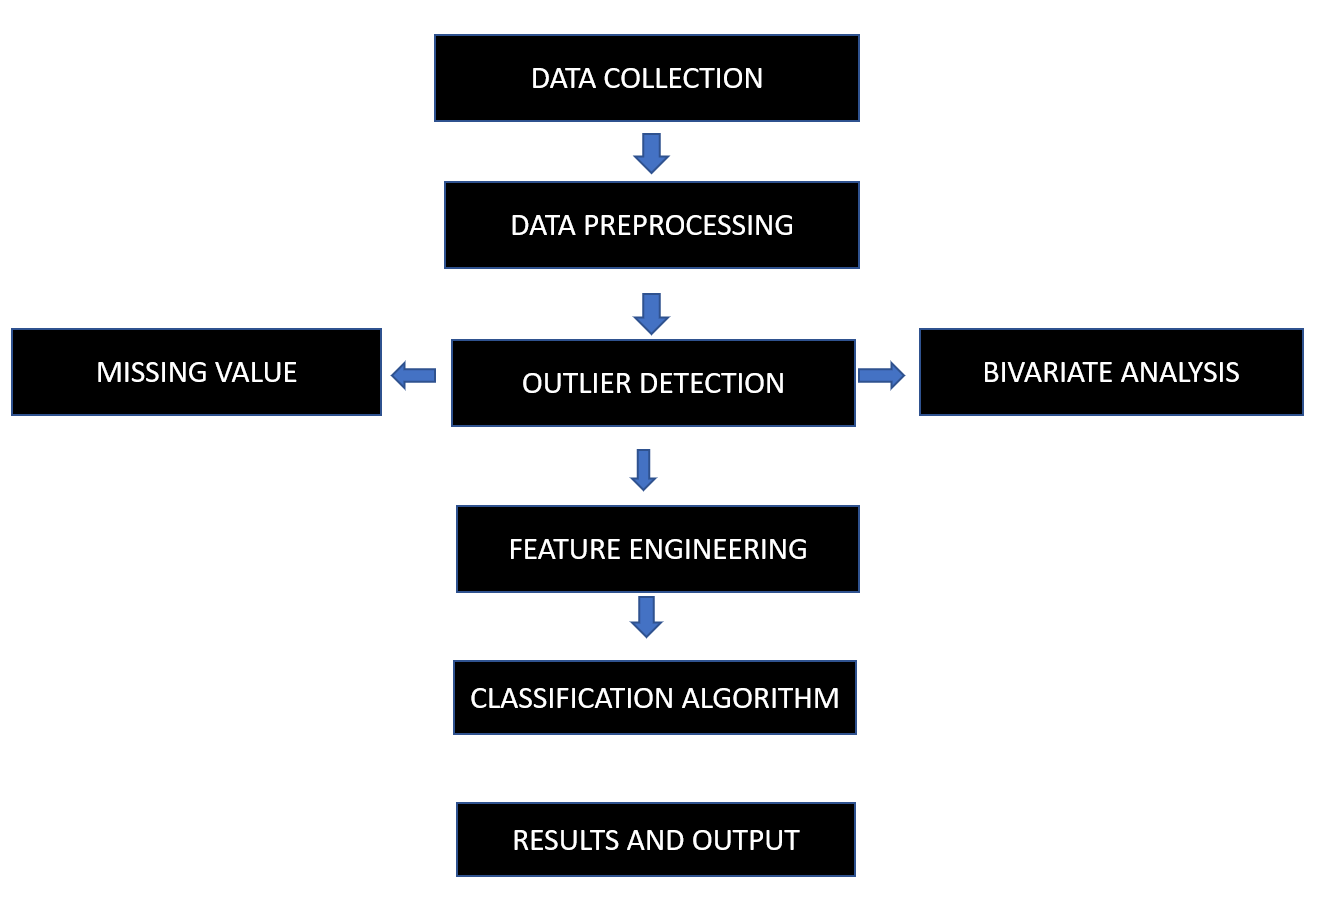 DATA COLLECTION
DATA PREPROCESSING
MISSING VALUE
OUTLIER DETECTION
BIVARIATE ANALYSIS
FEATURE ENGINEERING
CLASSIFICATION ALGORITHM
RESULTS AND OUTPUT